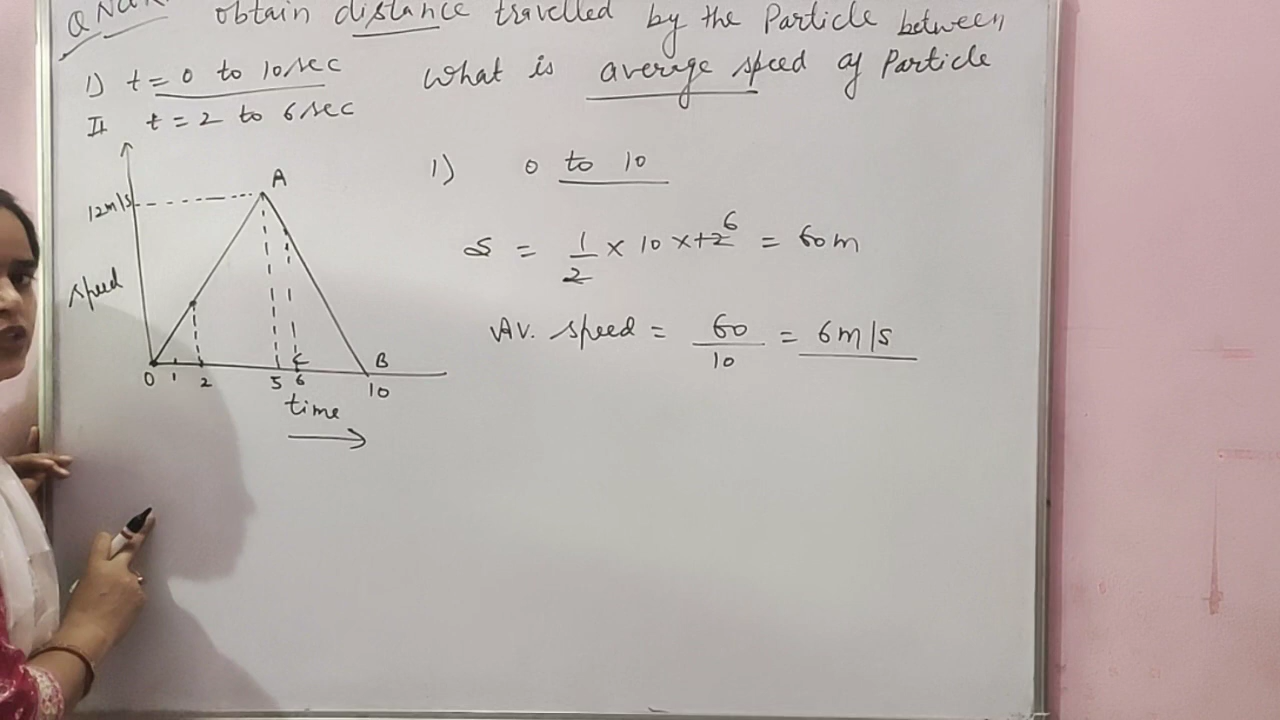 obtain distance travelled by the Particle between
1) t = 0 to 10 sec What is average speed of Particle
II t = 2 to 6 sec
1) 0 to 10
A
12m/s
S = 1/2 × 10 × 12 6 = 60m
speed
Av. speed = 60/10 = 6m/s
C B
0 1 2 5 6 10
time